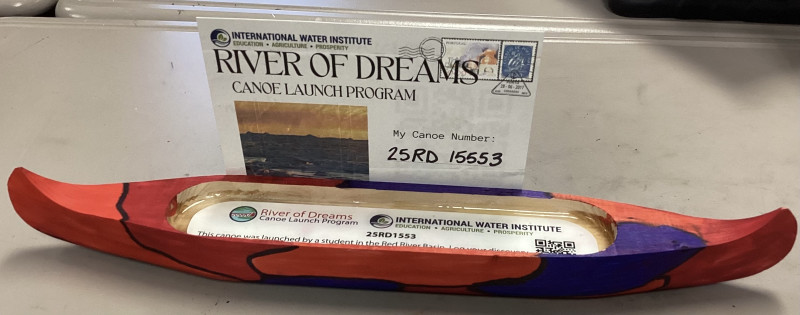 INTERNATIONAL WATER INSTITUTE
EDUCATION • AGRICULTURE • PROSPERITY
RIVER OF DREAMS
CANOE LAUNCH PROGRAM
My Canoe Number:
25RD 15553
River of Dreams
Canoe Launch Program
INTERNATIONAL WATER INSTITUTE
EDUCATION • AGRICULTURE • PROSPERITY
25RD1553
This canoe was launched by a student in the Red River Basin.